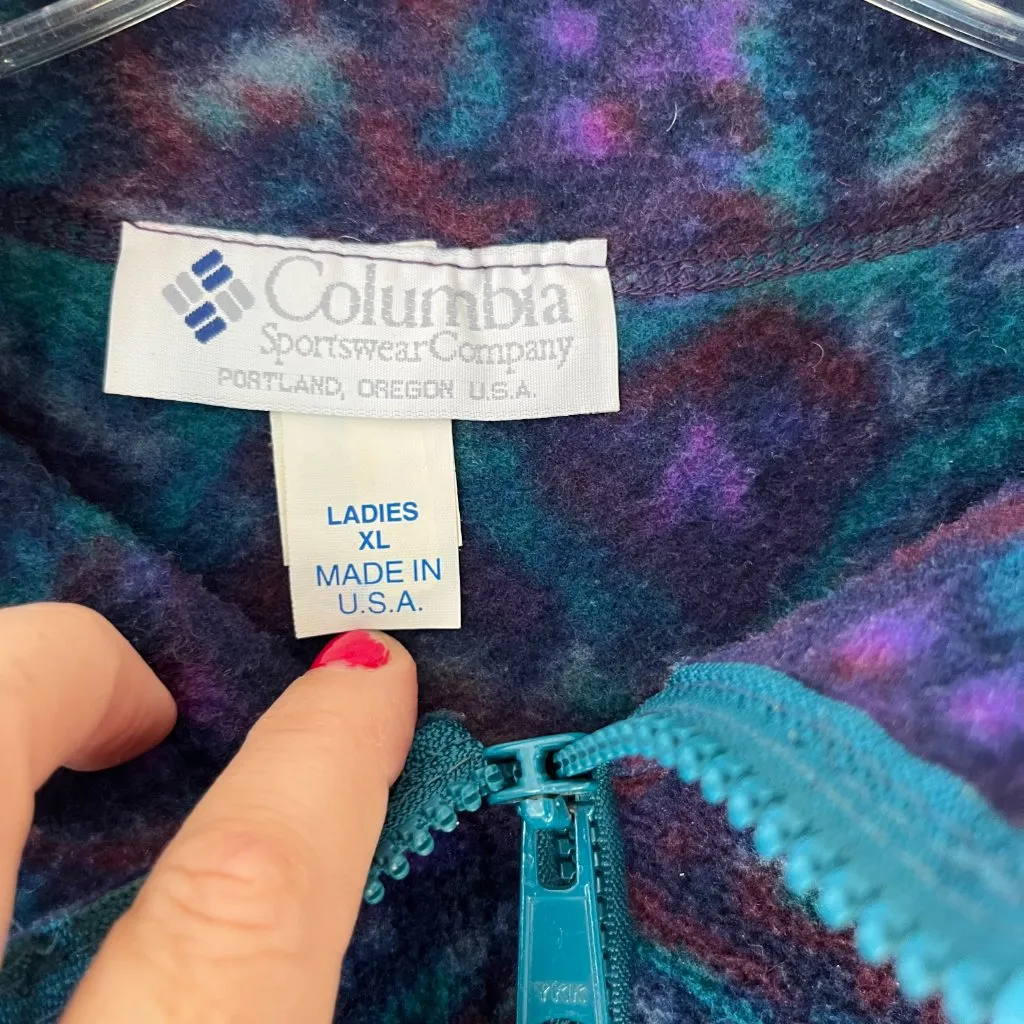 Columbia
Sportswear Company
PORTLAND, OREGON U.S.A.
LADIES
XL
MADE IN
U.S.A.
YKK